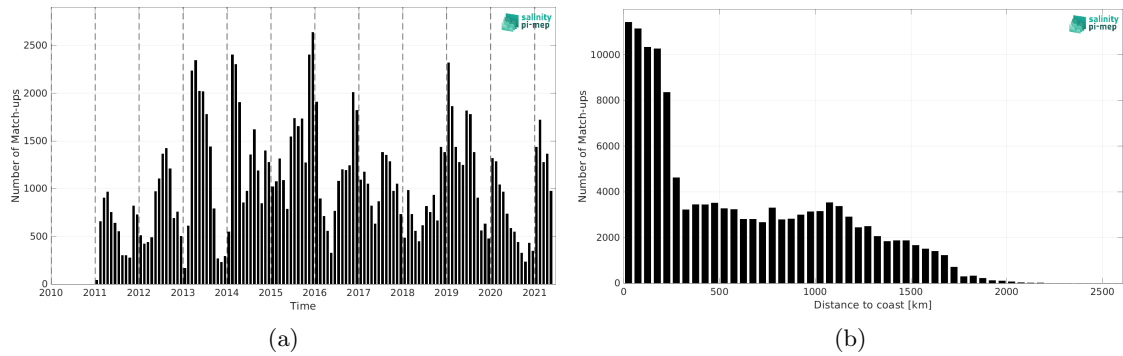 salinity
pi-mep
Number of Match-ups
2500
2000
1500
1000
500
0
2010 2011 2012 2013 2014 2015 2016 2017 2018 2019 2020 2021
Time
(a)
salinity
pi-mep
Number of Match-ups
10000
8000
6000
4000
2000
0
0 500 1000 1500 2000 2500
Distance to coast [km]
(b)